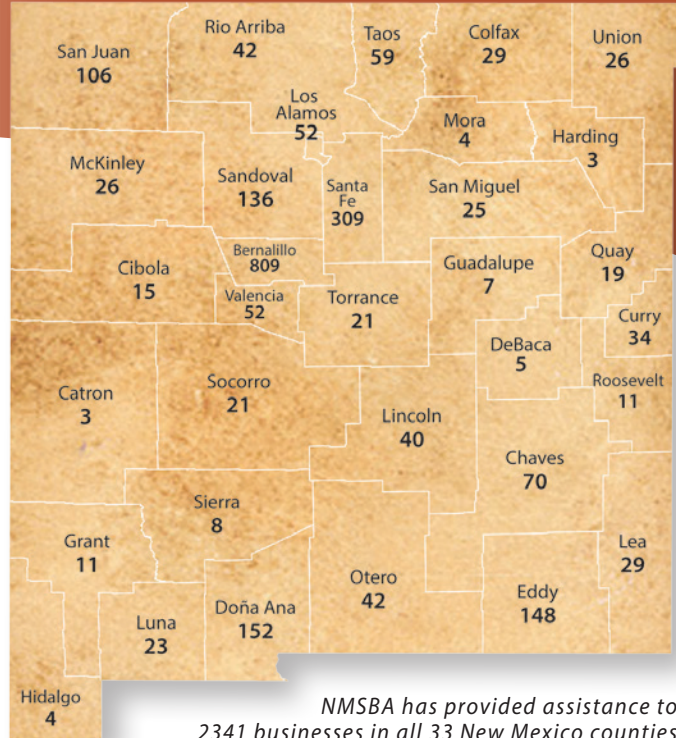 San Juan
106
Rio Arriba
42
Taos
59
Colfax
29
Union
26
Los
Alamos
52
Mora
4
Harding
3
McKinley
26
Sandoval
136
Santa
Fe
309
San Miguel
25
Bernalillo
809
Cibola
15
Valencia
52
Torrance
21
Guadalupe
7
Quay
19
Curry
34
DeBaca
5
Roosevelt
11
Catron
3
Socorro
21
Lincoln
40
Chaves
70
Sierra
8
Grant
11
Luna
23
Doña Ana
152
Otero
42
Eddy
148
Lea
29
Hidalgo
4
NMSBA has provided assistance to
2341 businesses in all 33 New Mexico counties